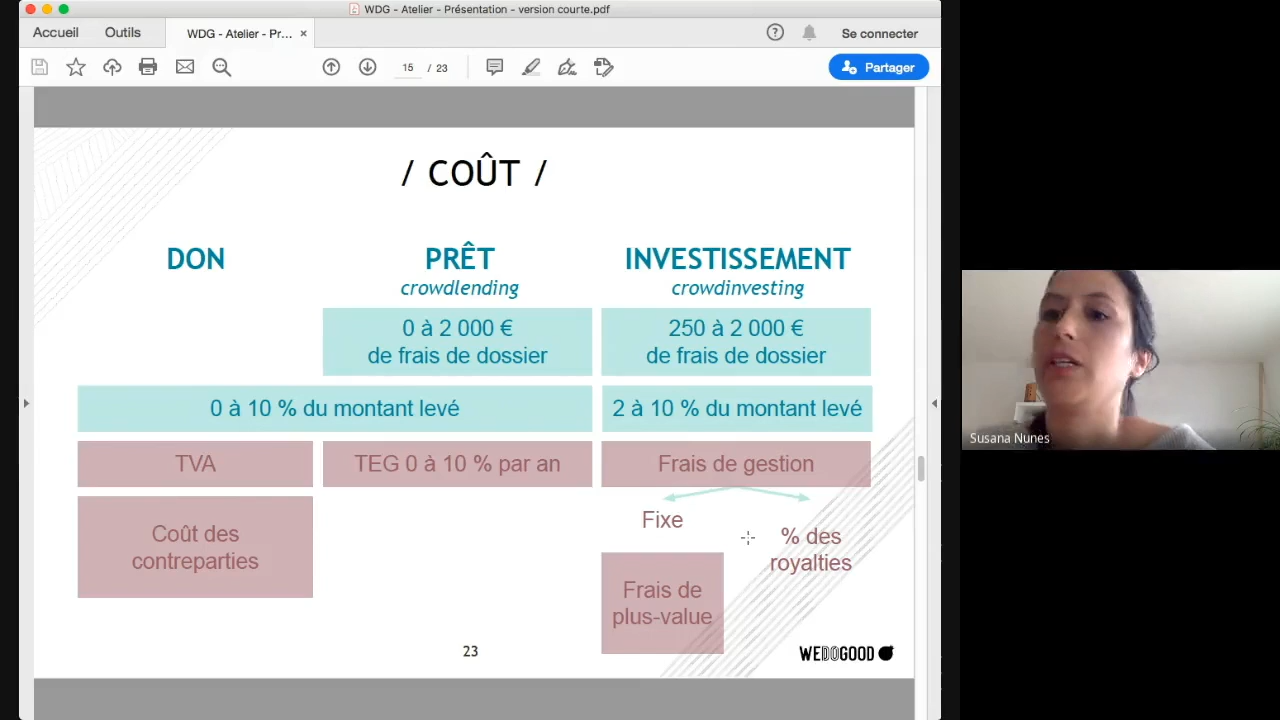 WDG - Atelier - Présentation - version courte.pdf
Accueil
Outils
WDG - Atelier - Pr... ×
? Se connecter
15 / 23
Partager
/ COÛT /
DON
PRÊT
crowdlending
INVESTISSEMENT
crowdinvesting
0 à 2 000 €
de frais de dossier
250 à 2 000 €
de frais de dossier
0 à 10 % du montant levé
2 à 10 % du montant levé
TVA
TEG 0 à 10 % par an
Frais de gestion
Coût des
contreparties
Fixe
% des
royalties
Frais de
plus-value
23
WEDOGOOD
Susana Nunes